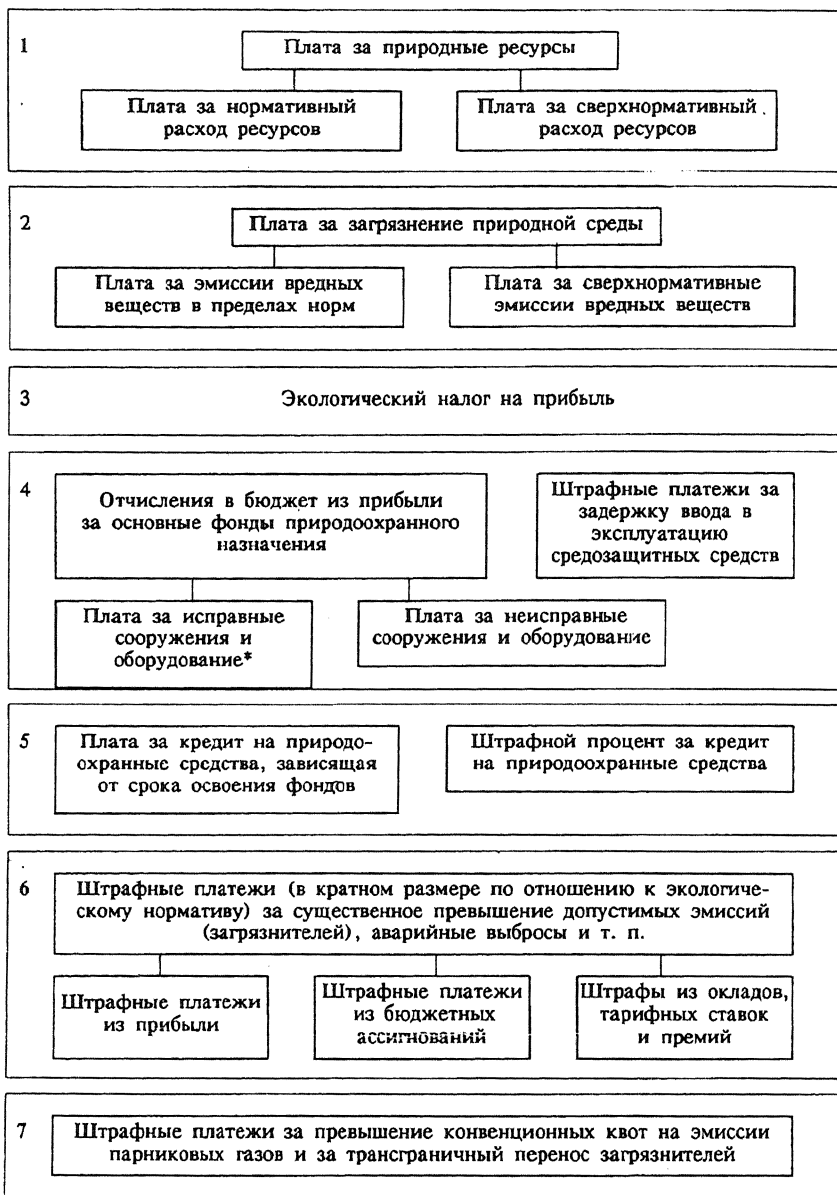 1
Плата за природные ресурсы
Плата за нормативный
расход ресурсов
Плата за сверхнормативный
расход ресурсов
2
Плата за загрязнение природной среды
Плата за эмиссии вредных
веществ в пределах норм
Плата за сверхнормативные
эмиссии вредных веществ
3
Экологический налог на прибыль
4
Отчисления в бюджет из прибыли
за основные фонды природоохранного
назначения
Штрафные платежи за
задержку ввода в
эксплуатацию
средозащитных средств
Плата за исправные
сооружения и
оборудование*
Плата за неисправные
сооружения и оборудование
5
Плата за кредит на природо-
охранные средства, зависящая
от срока освоения фондов
Штрафной процент за кредит
на природоохранные средства
6
Штрафные платежи (в кратном размере по отношению к экологиче-
скому нормативу) за существенное превышение допустимых эмиссий
(загрязнителей), аварийные выбросы и т. п.
Штрафные платежи
из прибыли
Штрафные платежи
из бюджетных
ассигнований
Штрафы из окладов,
тарифных ставок
и премий
7
Штрафные платежи за превышение конвенционных квот на эмиссии
парниковых газов и за трансграничный перенос загрязнителей